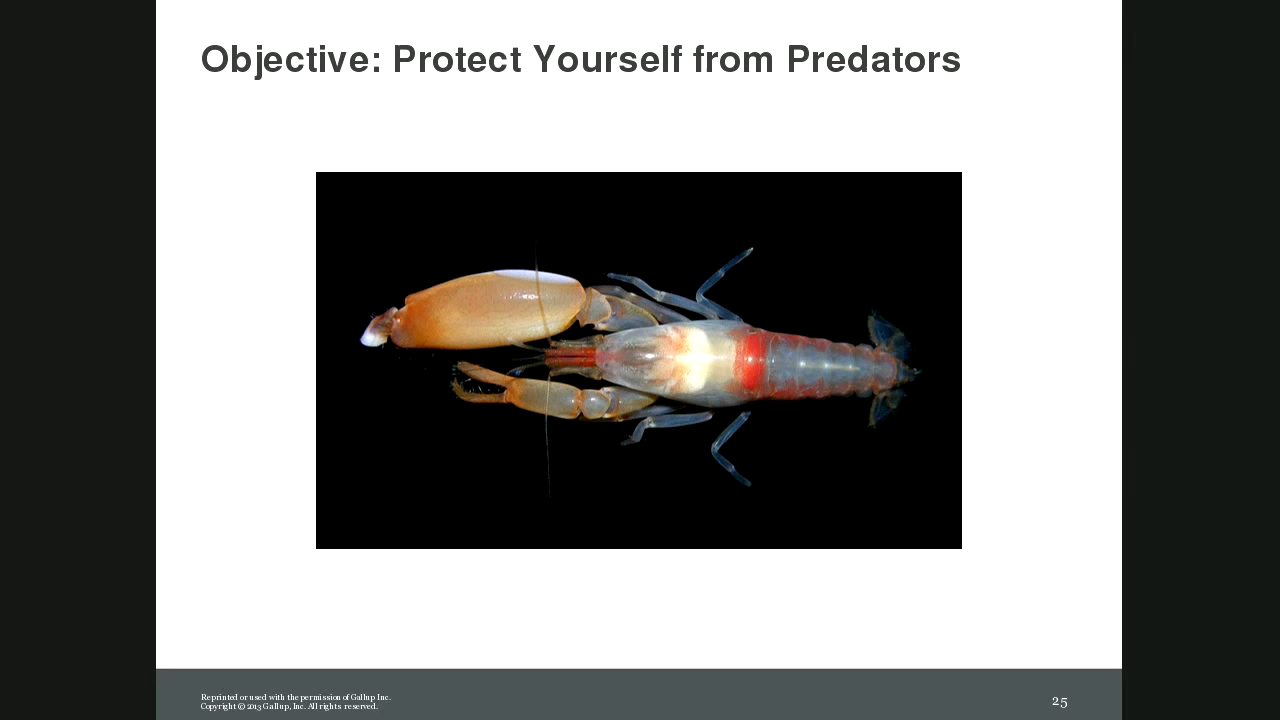 Objective: Protect Yourself from Predators
Reprinted or used with the permission of Gallup Inc.
Copyright © 2013 Gallup, Inc. All rights reserved.
25